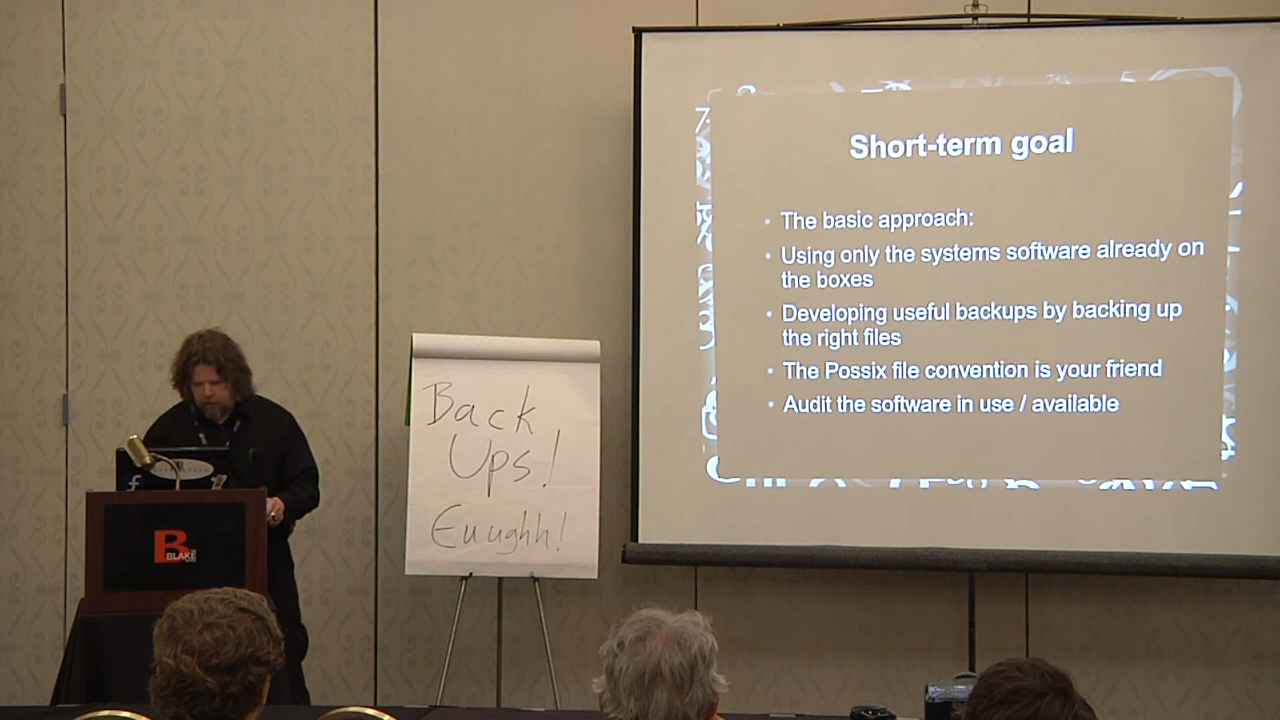 Short-term goal
The basic approach:
Using only the systems software already on
the boxes
Developing useful backups by backing up
the right files
The Possix file convention is your friend
Audit the software in use / available
Back
Ups!
Euughh!
f
B
BLAKE